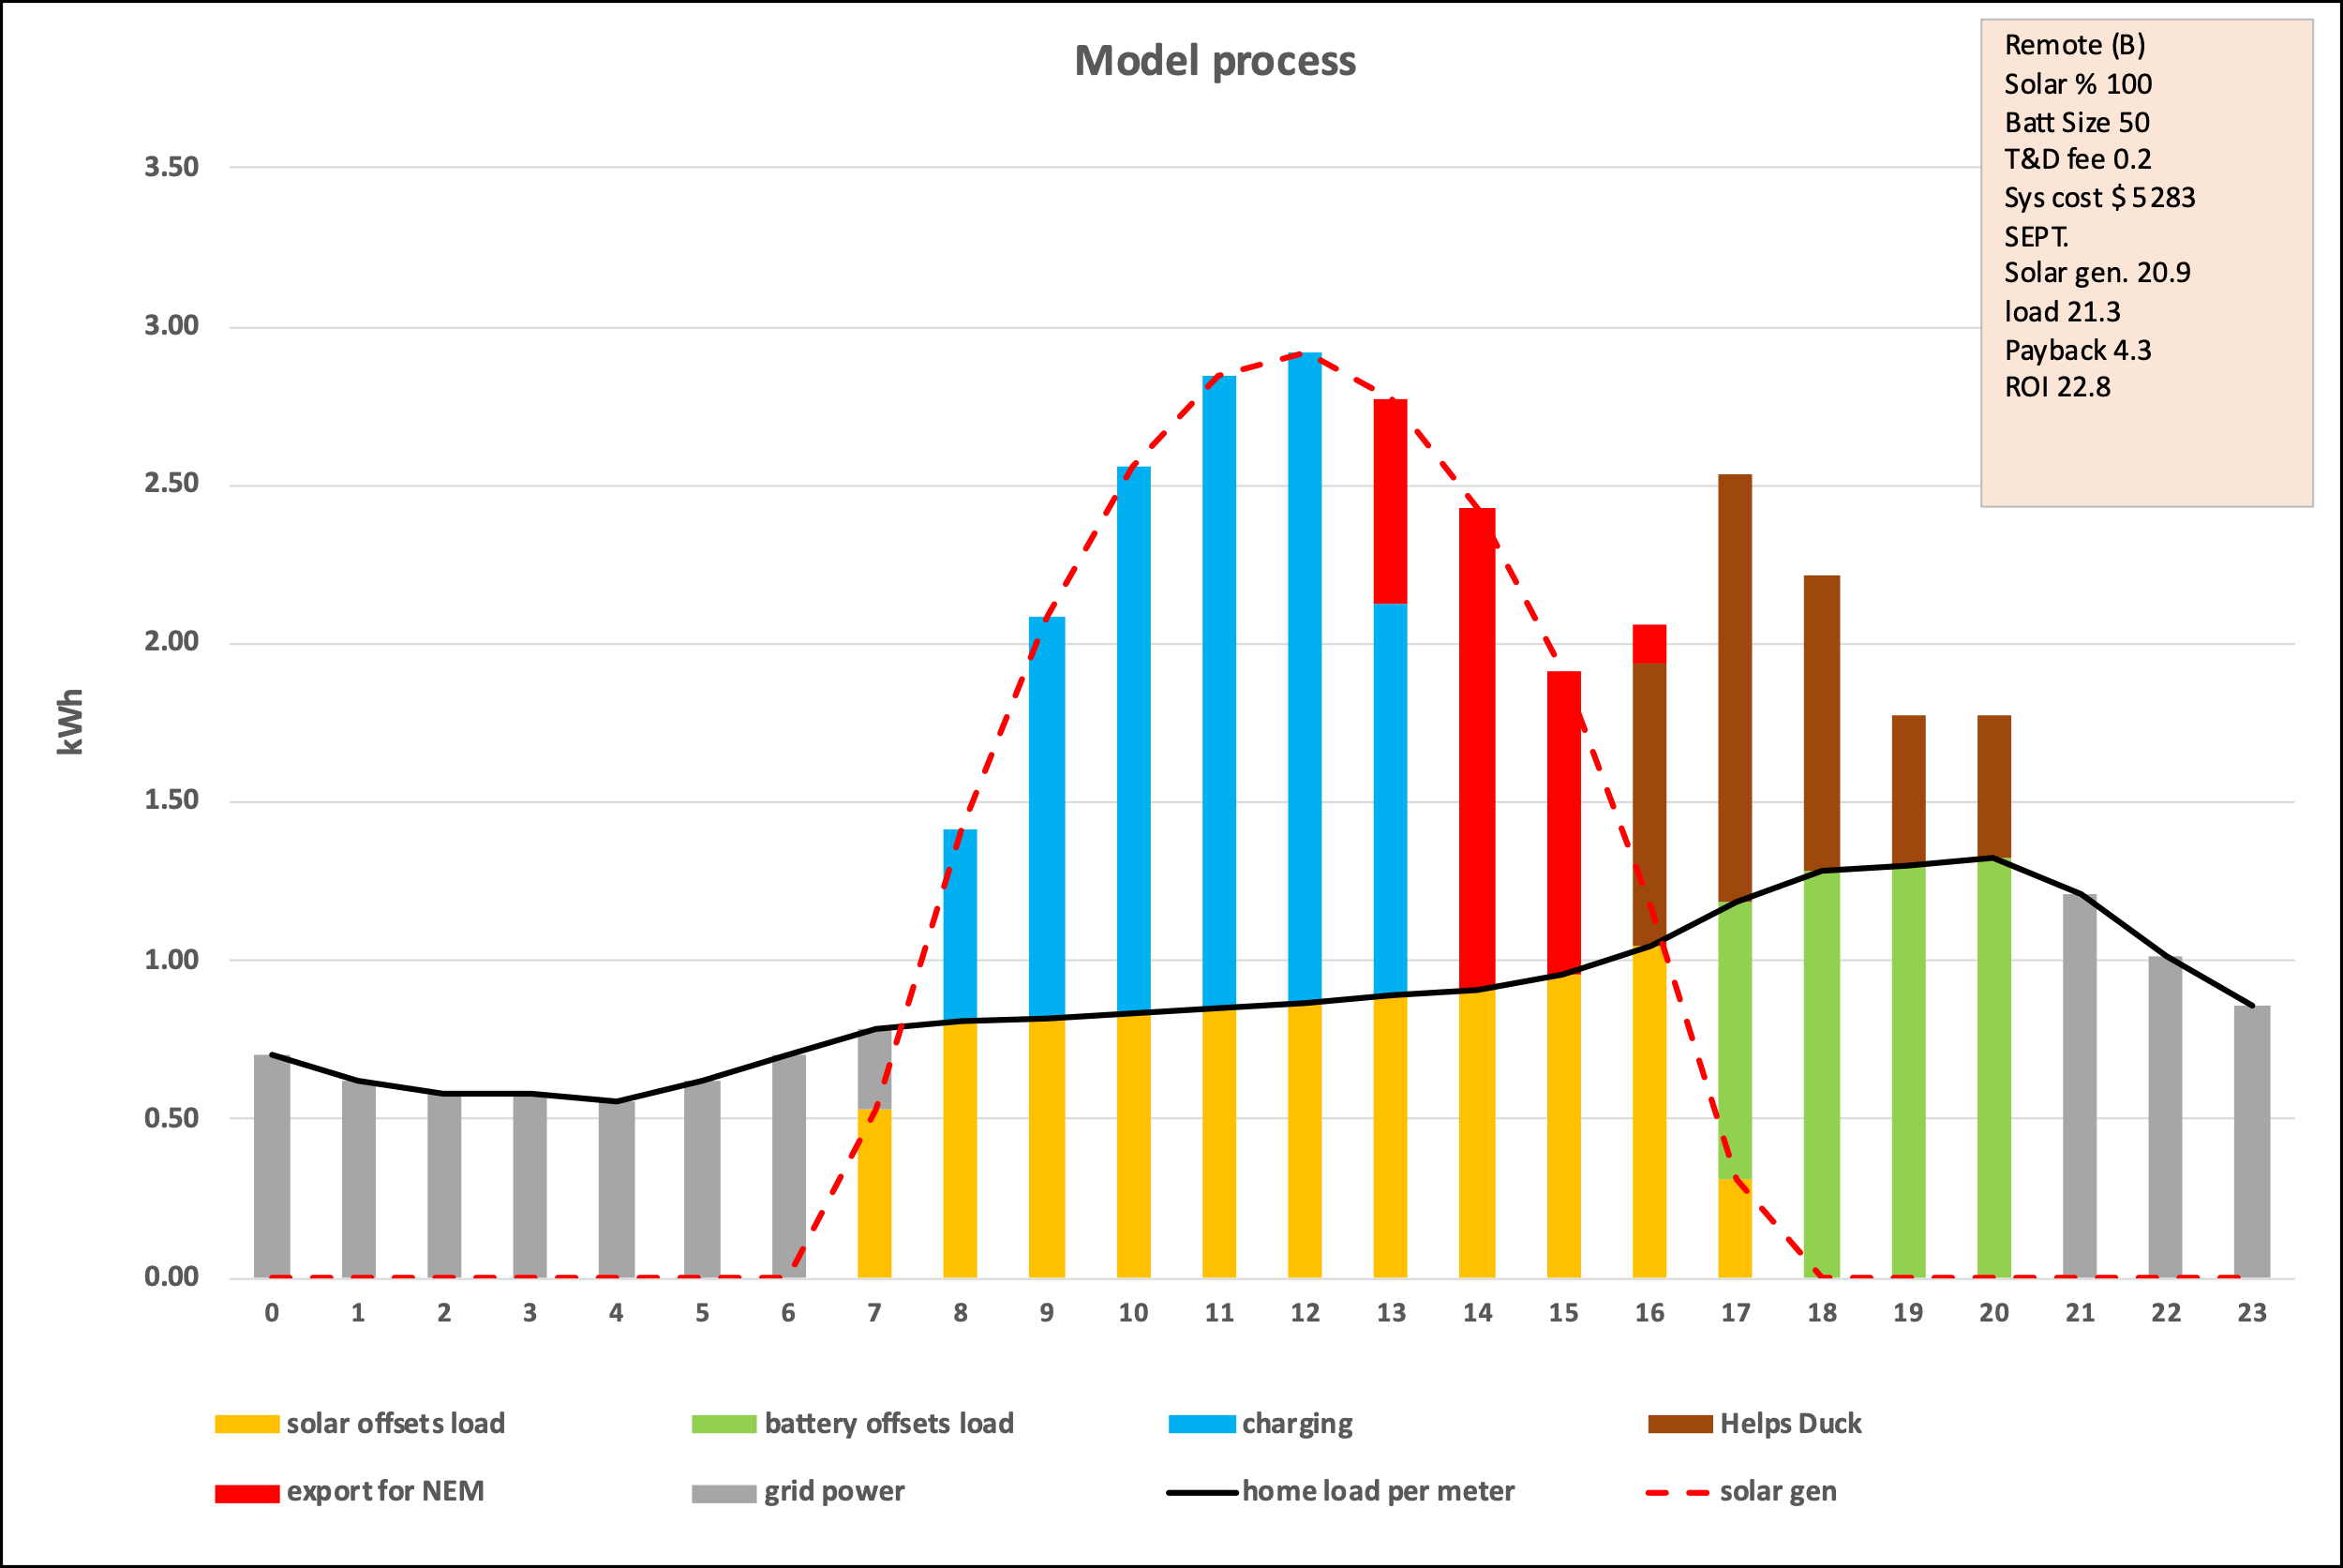 Model process
Remote (B)
Solar % 100
Batt Size 50
T&D fee 0.2
Sys cost $ 5283
SEPT.
Solar gen. 20.9
load 21.3
Payback 4.3
ROI 22.8
3.50
3.00
2.50
2.00
1.50
1.00
0.50
0.00
kWh
0 1 2 3 4 5 6 7 8 9 10 11 12 13 14 15 16 17 18 19 20 21 22 23
solar offsets load battery offsets load charging Helps Duck
export for NEM grid power home load per meter solar gen